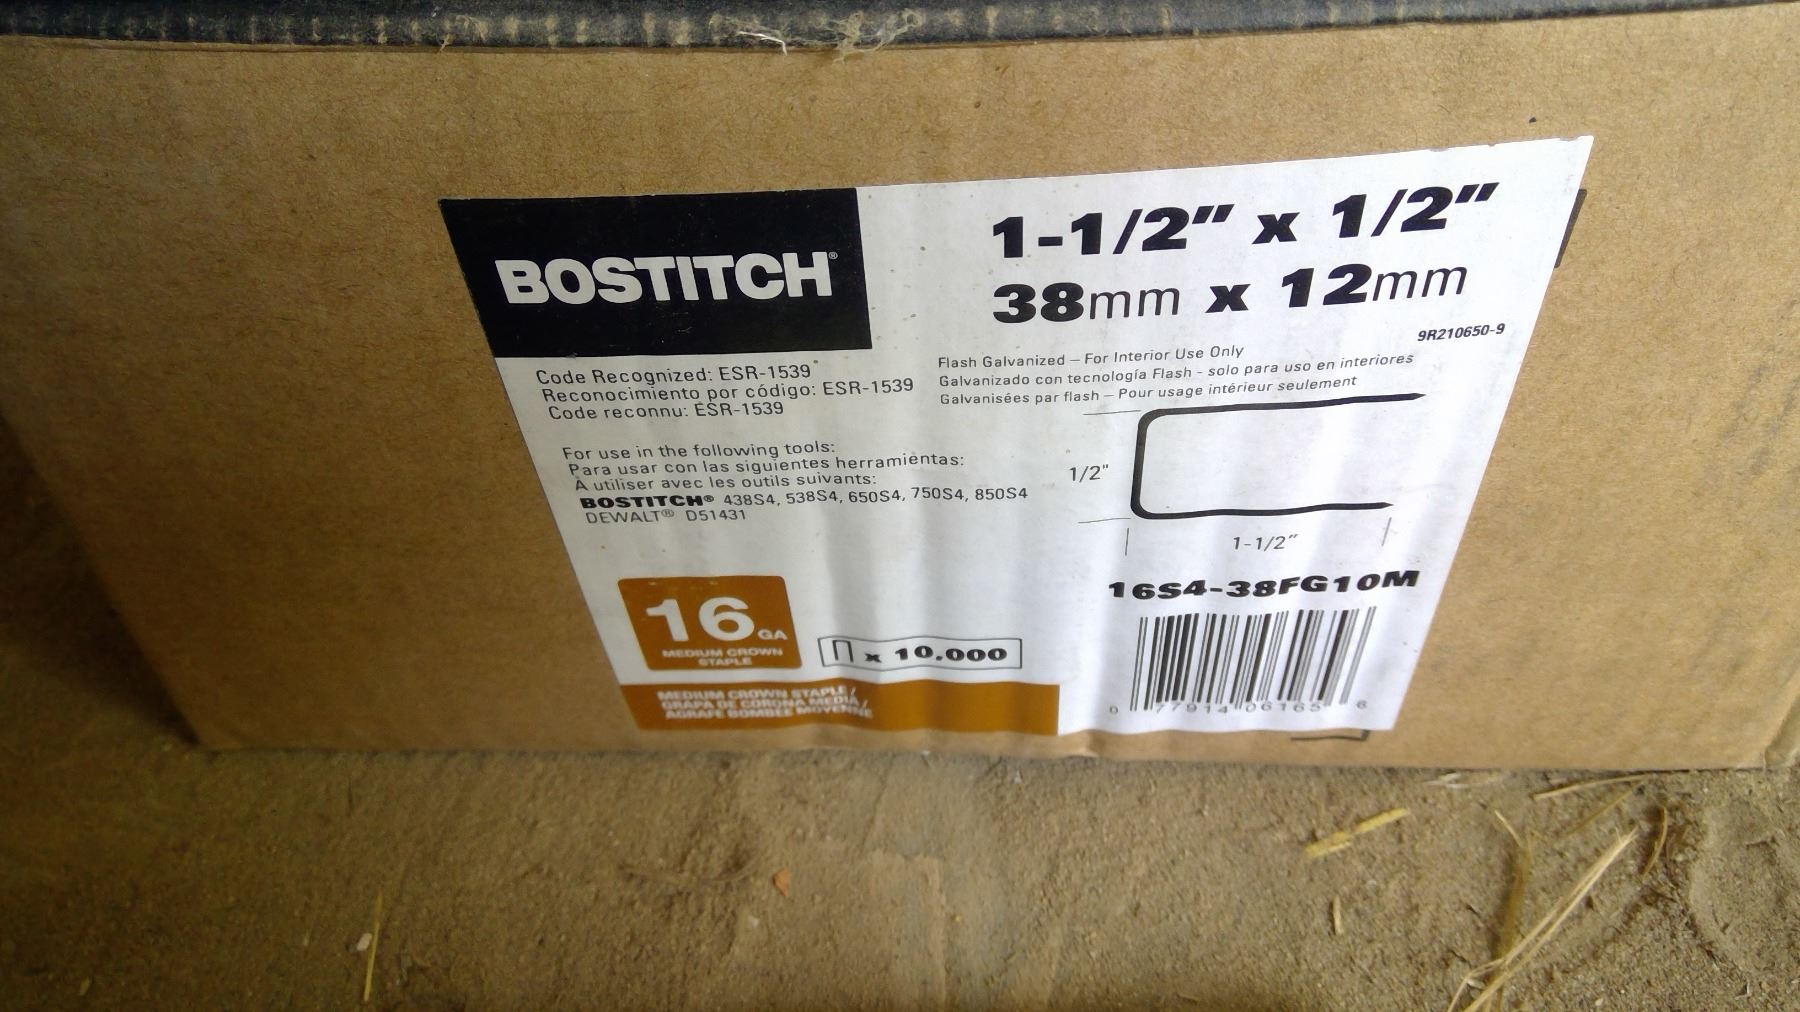 BOSTITCH®
1-1/2" x 1/2"
38mm x 12mm
9R210650-9
Code Recognized: ESR-1539
Reconocimiento por código: ESR-1539
Code reconnu: ESR-1539
Flash Galvanized – For Interior Use Only
Galvanizado con tecnología Flash - solo para uso en interiores
Galvanisées par flash – Pour usage intérieur seulement
For use in the following tools:
Para usar con las siguientes herramientas:
À utiliser avec les outils suivants:
BOSTITCH® 438S4, 538S4, 650S4, 750S4, 850S4
DEWALT® D51431
1/2"
1-1/2"
16 GA
MEDIUM CROWN
STAPLE
x 10.000
MEDIUM CROWN STAPLE /
GRAPA DE CORONA MEDIA /
AGRAFE BOMBEE MOYENNE
16S4-38FG10M
0 77914 06165 6